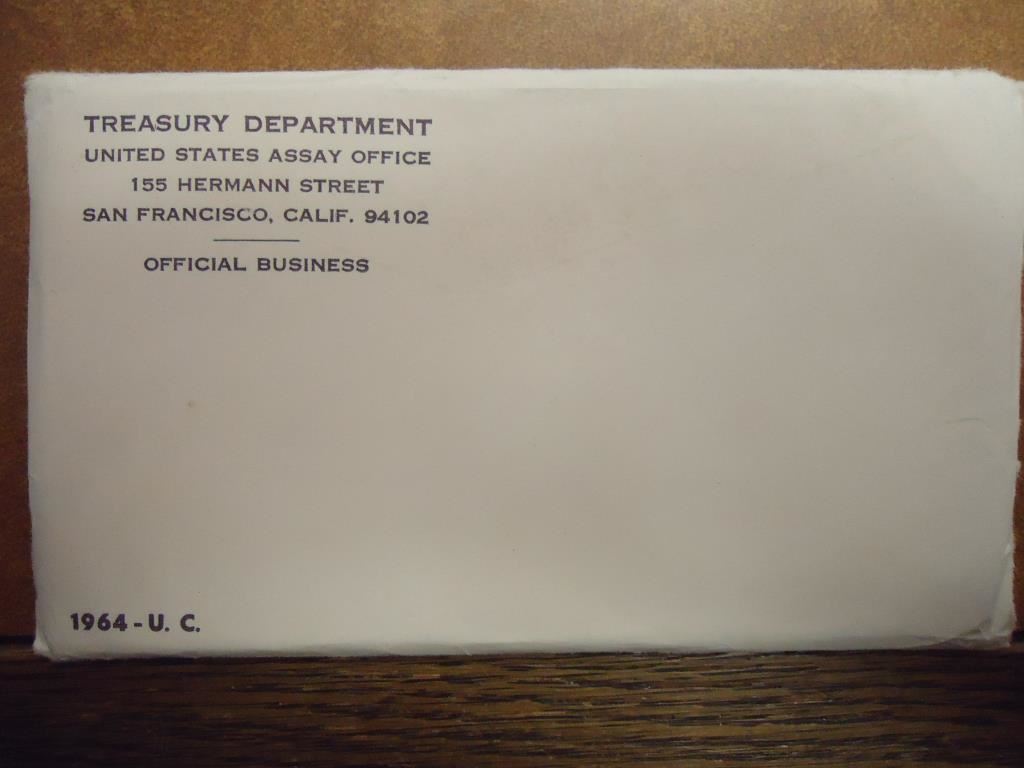 TREASURY DEPARTMENT
UNITED STATES ASSAY OFFICE
155 HERMANN STREET
SAN FRANCISCO, CALIF. 94102
OFFICIAL BUSINESS
1964 - U. C.